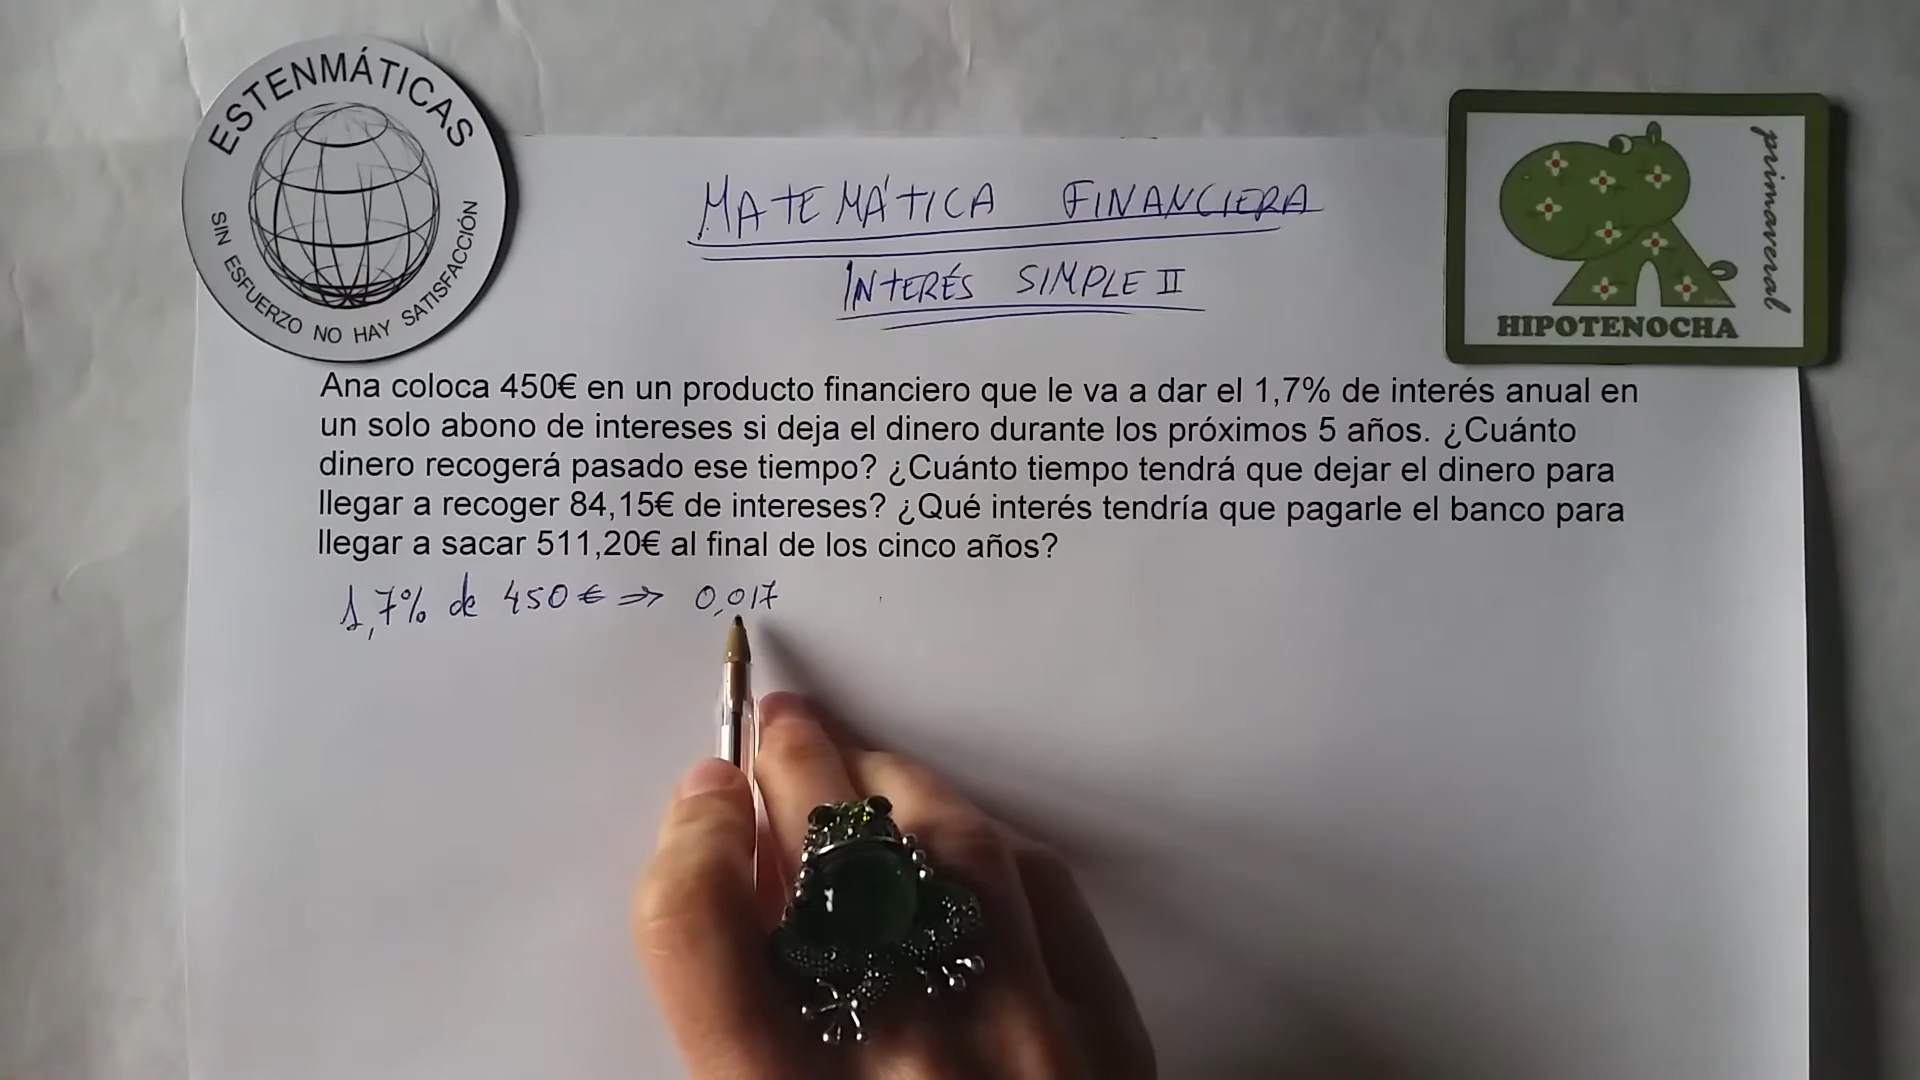 ESTENMÁTICAS
SIN ESFUERZO NO HAY SATISFACCIÓN
MATEMÁTICA FINANCIERA
INTERÉS SIMPLE II
primaveral
HIPOTENOCHA
Ana coloca 450€ en un producto financiero que le va a dar el 1,7% de interés anual en
un solo abono de intereses si deja el dinero durante los próximos 5 años. ¿Cuánto
dinero recogerá pasado ese tiempo? ¿Cuánto tiempo tendrá que dejar el dinero para
llegar a recoger 84,15€ de intereses? ¿Qué interés tendría que pagarle el banco para
llegar a sacar 511,20€ al final de los cinco años?
1,7% de 450€ ⇒ 0,017